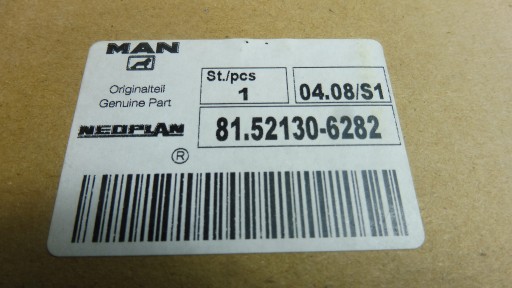 MAN
Originalteil
Genuine Part
NEOPLAN
®
St./pcs
1
04.08/S1
81.52130-6282